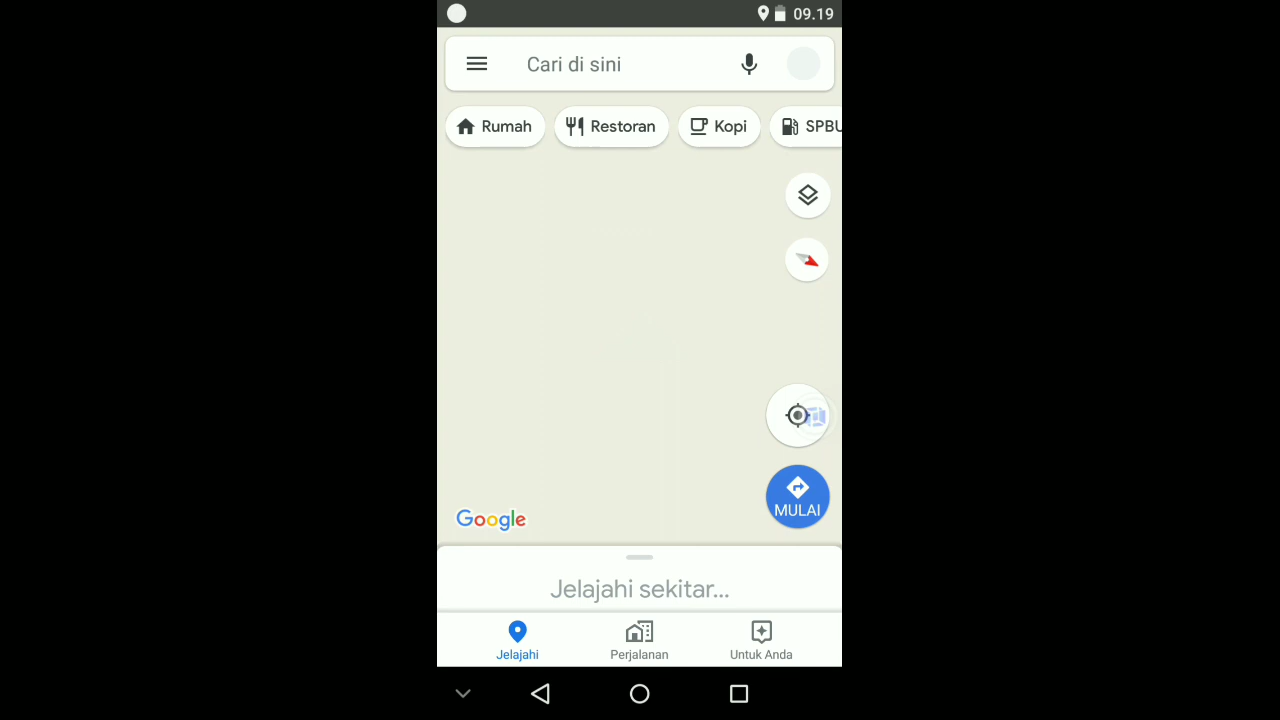 09.19
Cari di sini
Rumah Restoran Kopi SPBU
MULAI
Google
Jelajahi sekitar...
Jelajahi Perjalanan Untuk Anda